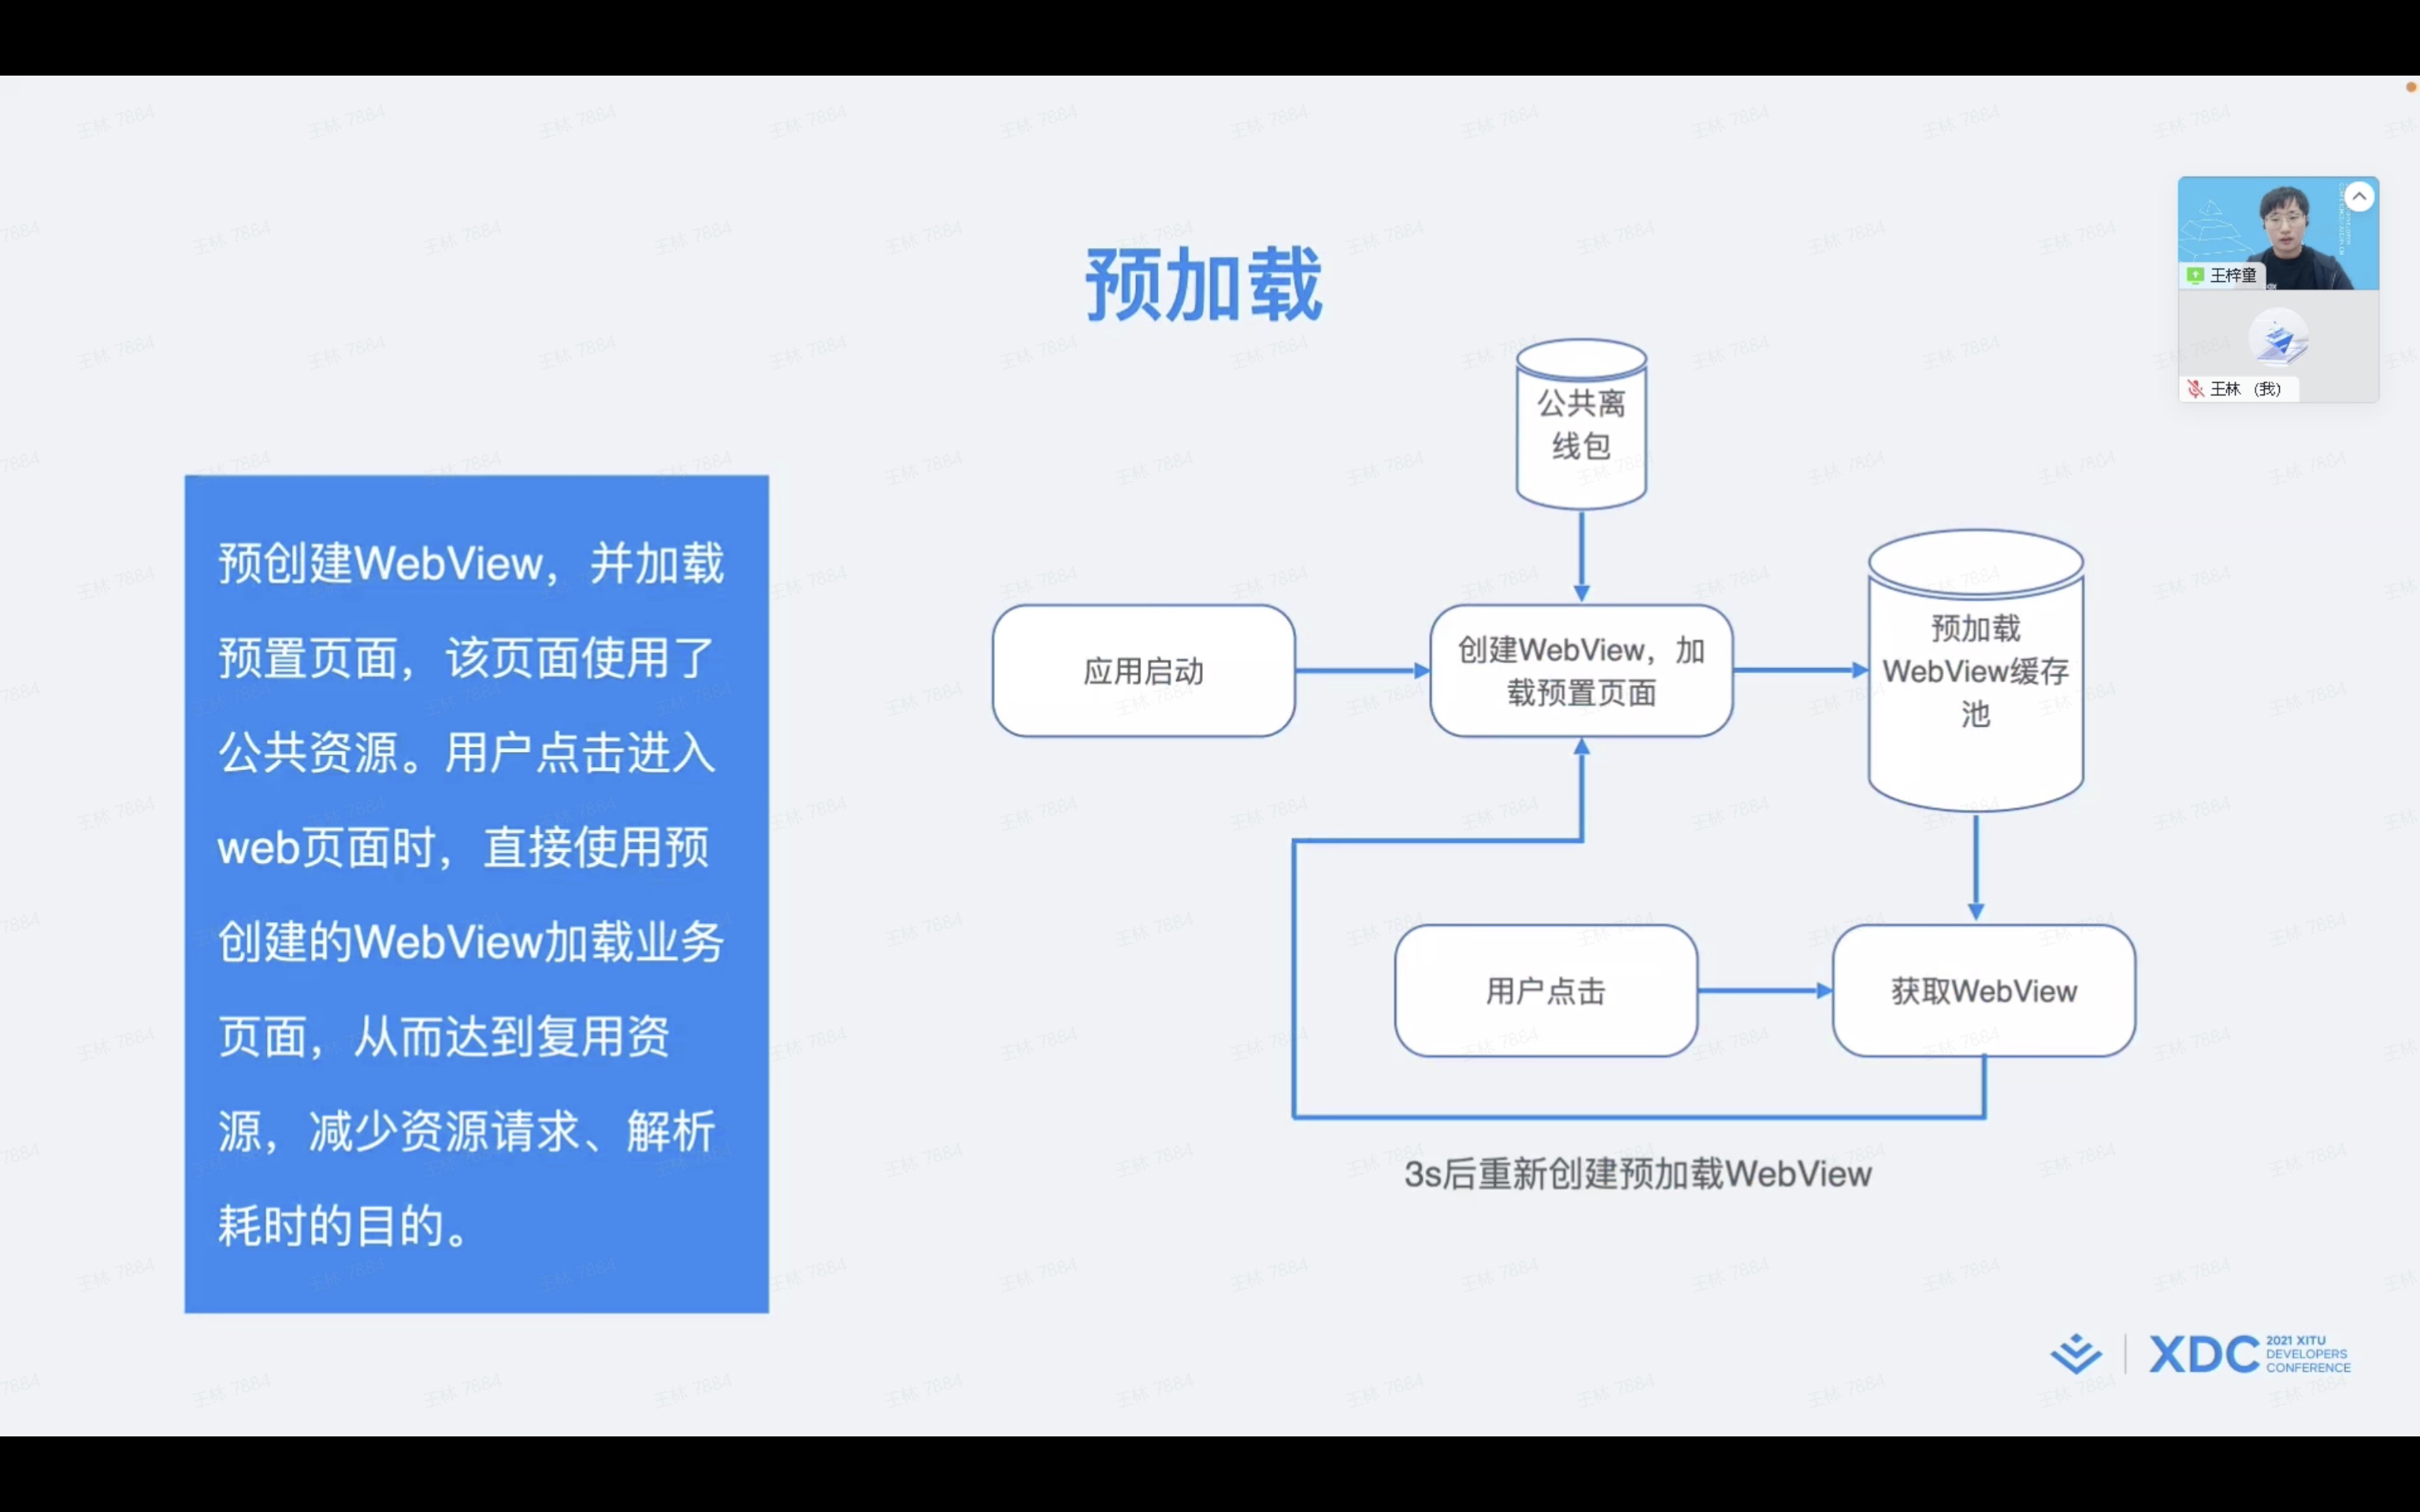 预加载
王梓童
王林 (我)
公共离
线包
预创建WebView，并加载
预置页面，该页面使用了
公共资源。用户点击进入
web页面时，直接使用预
创建的WebView加载业务
页面，从而达到复用资
源，减少资源请求、解析
耗时的目的。
应用启动
创建WebView，加
载预置页面
预加载
WebView缓存
池
用户点击
获取WebView
3s后重新创建预加载WebView
XDC
2021 XITU
DEVELOPERS
CONFERENCE
王林 7884